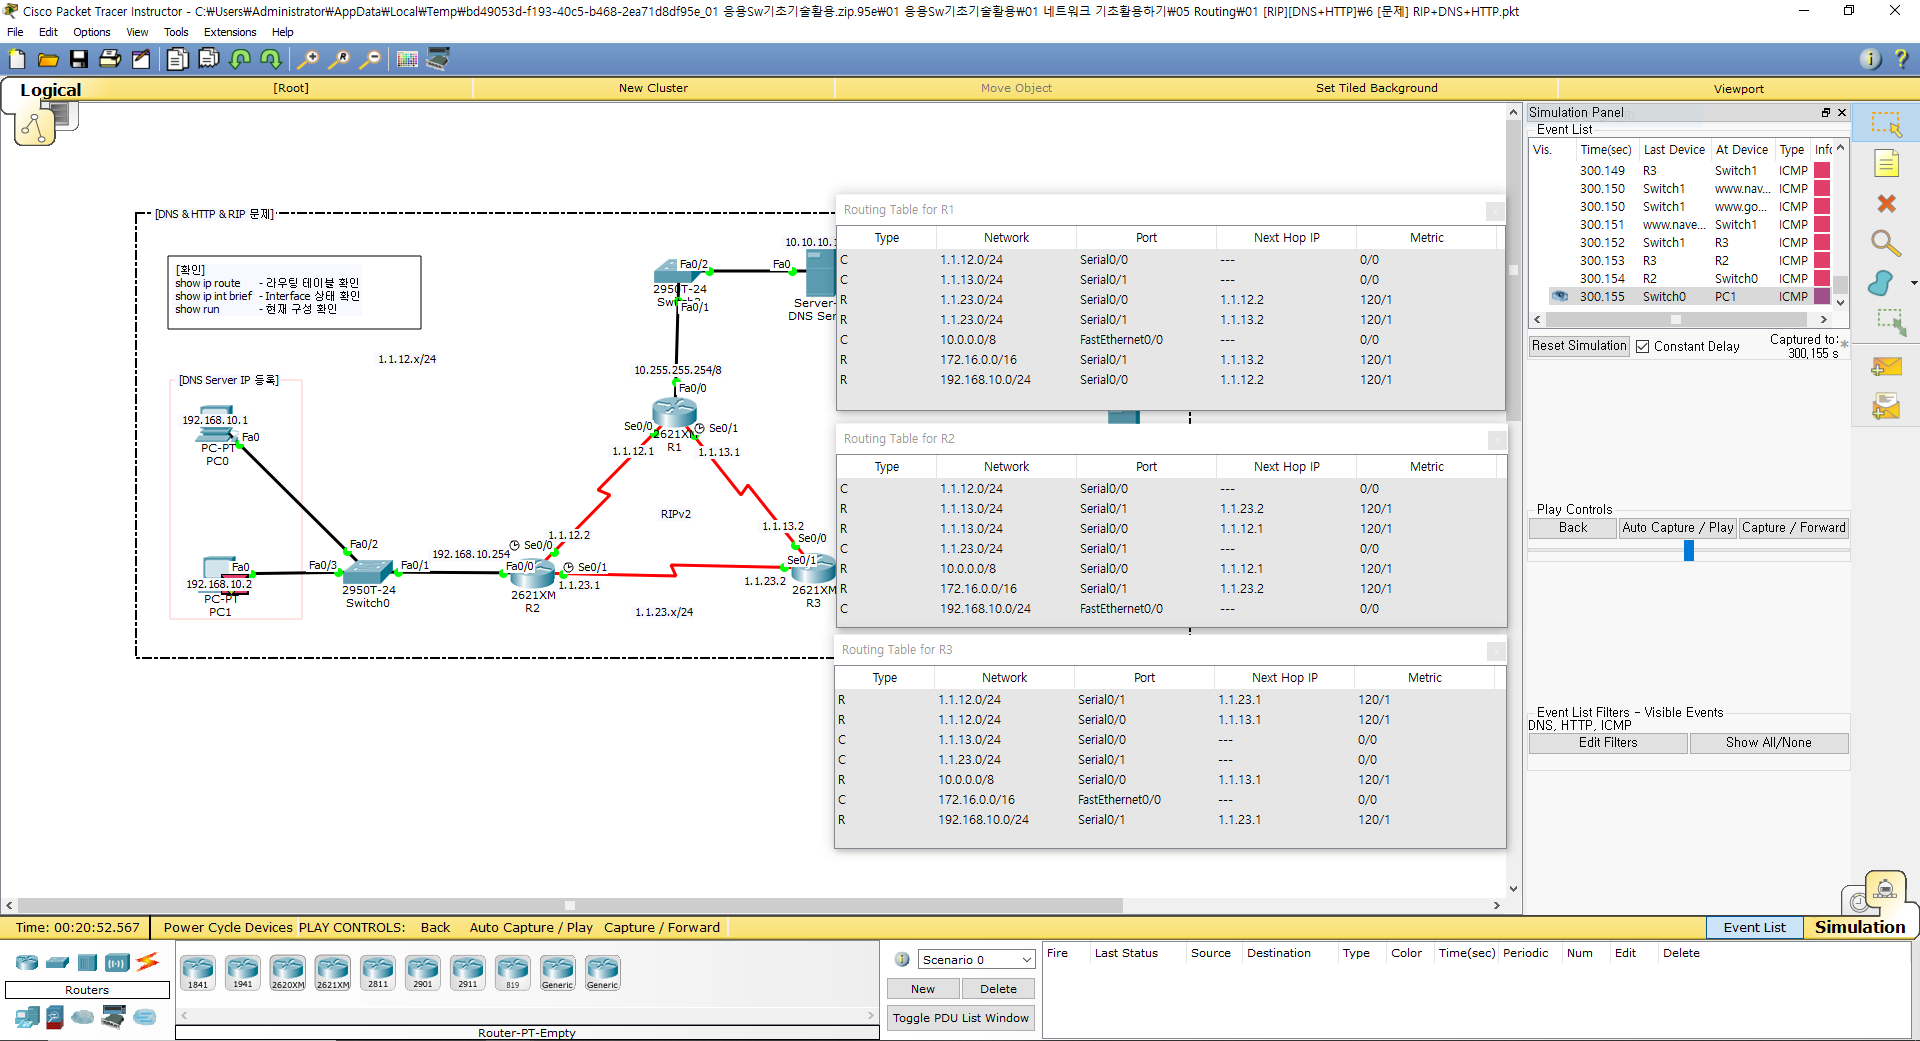 Cisco Packet Tracer Instructor - C:₩Users₩Administrator₩AppData₩Local₩Temp₩bd49053d-f193-40c5-b468-2ea71d8df95e_01 응용Sw기초기술활용.zip.95e₩01 응용Sw기초기술활용₩01 네트워크 기초활용하기₩05 Routing₩01 [RIP][DNS+HTTP]₩6 [문제] RIP+DNS+HTTP.pkt
File Edit Options View Tools Extensions Help
Logical [Root] New Cluster Move Object Set Tiled Background Viewport
[DNS & HTTP & RIP 문제]
[확인]
show ip route - 라우팅 테이블 확인
show ip int brief - Interface 상태 확인
show run - 현재 구성 확인
1.1.12.x/24
[DNS Server IP 등록]
192.168.10.1
Fa0
PC-PT
PC0
Fa0
192.168.10.2
PC-PT
PC1
Fa0/2
Fa0/3
Fa0/1
2950T-24
Switch0
192.168.10.254
Fa0/0
Se0/0
Se0/1
1.1.12.2
1.1.23.1
2621XM
R2
10.10.10.
Fa0/2
Fa0
2950T-24
Fa0/1
Server-
DNS Ser
10.255.255.254/8
Fa0/0
Se0/0
Se0/1
2621XM
R1
1.1.12.1
1.1.13.1
RIPv2
1.1.13.2
Se0/0
Se0/1
1.1.23.2
2621XM
R3
1.1.23.x/24
Routing Table for R1
Type Network Port Next Hop IP Metric
C 1.1.12.0/24 Serial0/0 --- 0/0
C 1.1.13.0/24 Serial0/1 --- 0/0
R 1.1.23.0/24 Serial0/0 1.1.12.2 120/1
R 1.1.23.0/24 Serial0/1 1.1.13.2 120/1
C 10.0.0.0/8 FastEthernet0/0 --- 0/0
R 172.16.0.0/16 Serial0/1 1.1.13.2 120/1
R 192.168.10.0/24 Serial0/0 1.1.12.2 120/1
Routing Table for R2
Type Network Port Next Hop IP Metric
C 1.1.12.0/24 Serial0/0 --- 0/0
R 1.1.13.0/24 Serial0/1 1.1.23.2 120/1
R 1.1.13.0/24 Serial0/0 1.1.12.1 120/1
C 1.1.23.0/24 Serial0/1 --- 0/0
R 10.0.0.0/8 Serial0/0 1.1.12.1 120/1
R 172.16.0.0/16 Serial0/1 1.1.23.2 120/1
C 192.168.10.0/24 FastEthernet0/0 --- 0/0
Routing Table for R3
Type Network Port Next Hop IP Metric
R 1.1.12.0/24 Serial0/1 1.1.23.1 120/1
R 1.1.12.0/24 Serial0/0 1.1.13.1 120/1
C 1.1.13.0/24 Serial0/0 --- 0/0
C 1.1.23.0/24 Serial0/1 --- 0/0
R 10.0.0.0/8 Serial0/0 1.1.13.1 120/1
C 172.16.0.0/16 FastEthernet0/0 --- 0/0
R 192.168.10.0/24 Serial0/1 1.1.23.1 120/1
Simulation Panel
Event List
Vis. Time(sec) Last Device At Device Type Info
300.149 R3 Switch1 ICMP
300.150 Switch1 www.nav... ICMP
300.150 Switch1 www.go... ICMP
300.151 www.nave... Switch1 ICMP
300.152 Switch1 R3 ICMP
300.153 R3 R2 ICMP
300.154 R2 Switch0 ICMP
300.155 Switch0 PC1 ICMP
Reset Simulation Constant Delay Captured to: *
300,155 s
Play Controls
Back Auto Capture / Play Capture / Forward
Event List Filters - Visible Events
DNS, HTTP, ICMP
Edit Filters Show All/None
Time: 00:20:52.567 Power Cycle Devices PLAY CONTROLS: Back Auto Capture / Play Capture / Forward Event List Simulation
Routers
1841 1941 2620XM 2621XM 2811 2901 2911 819 Generic Generic
Router-PT-Empty
Scenario 0
New Delete
Toggle PDU List Window
Fire Last Status Source Destination Type Color Time(sec) Periodic Num Edit Delete